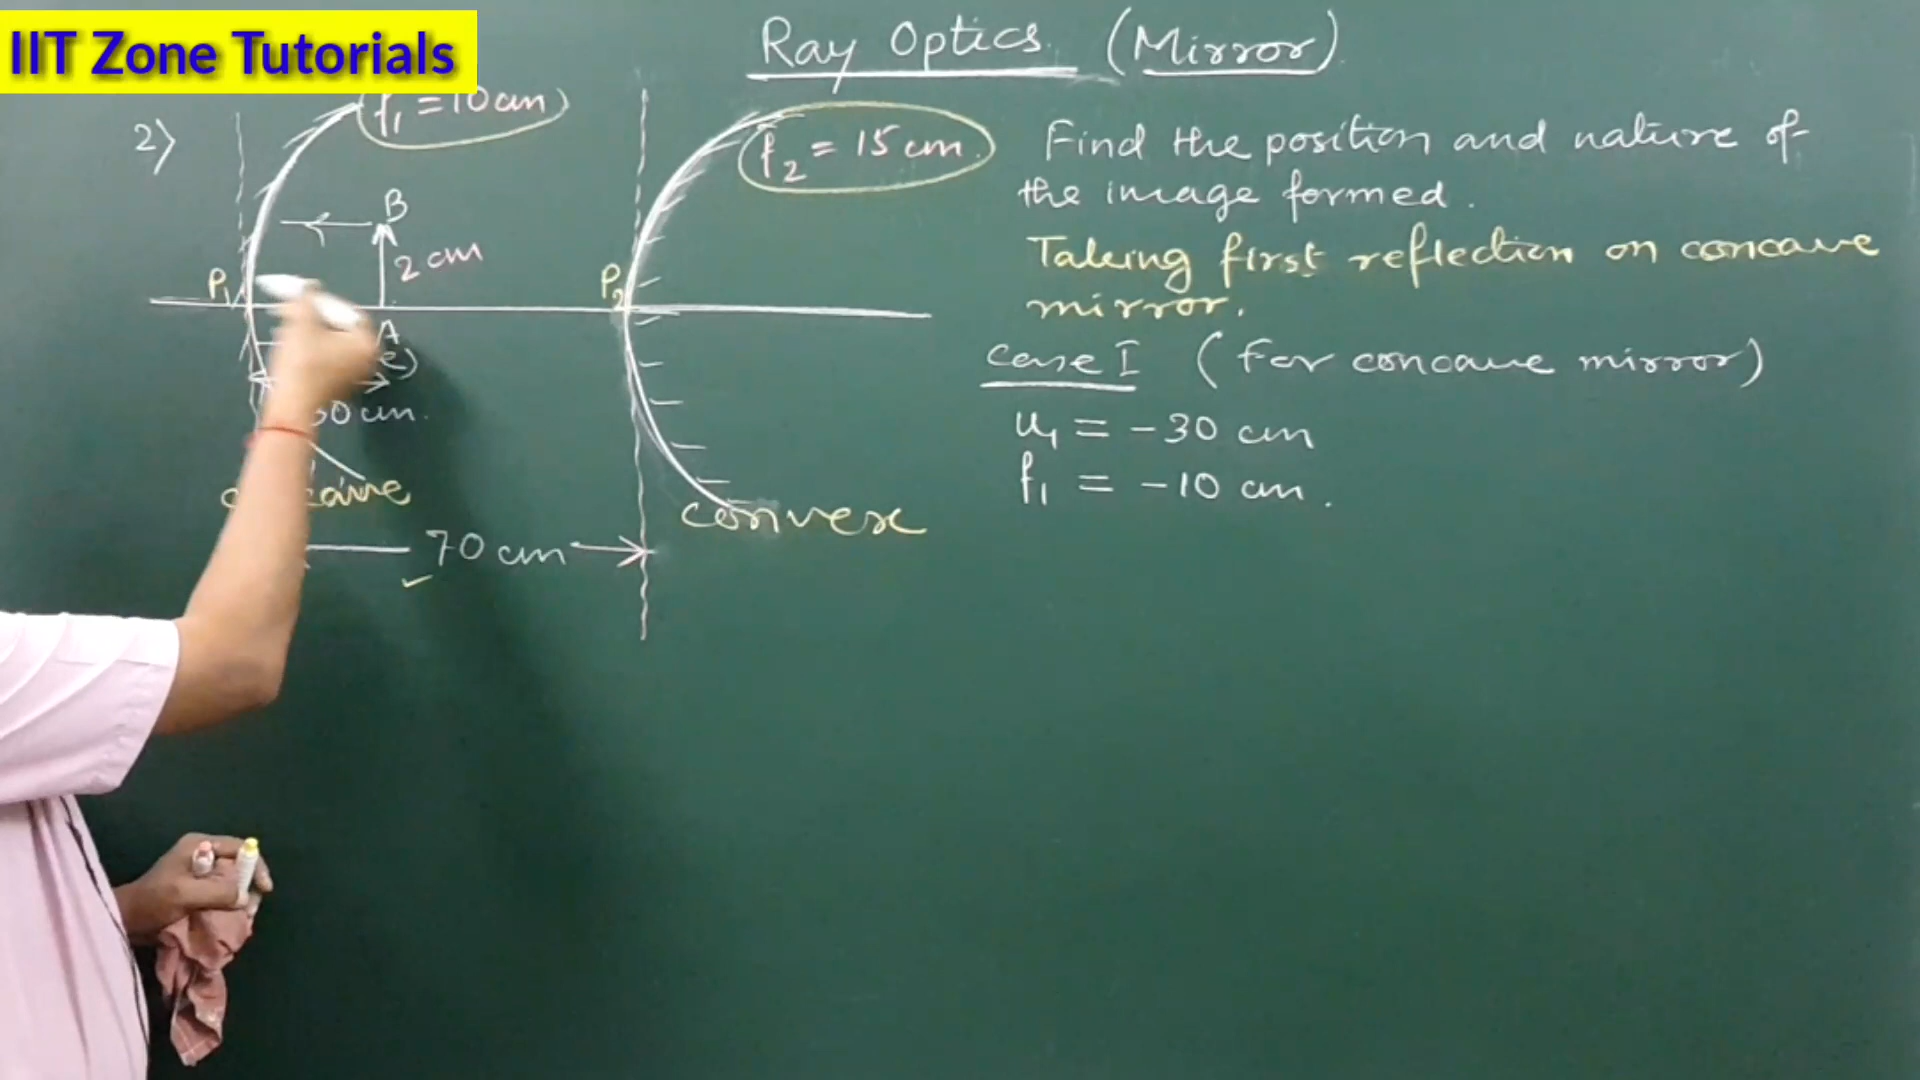 IIT Zone Tutorials
Ray Optics (Mirror)
2)
f₁ = 10 cm
f₂ = 15 cm
B
2 cm
P₁
P₂
A
0 cm.
convex
70 cm
Find the position and nature of
the image formed.
Taking first reflection on concave
mirror.
Case I (For concave mirror)
u₁ = -30 cm
f₁ = -10 cm.